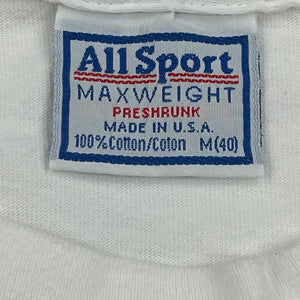 All Sport
MAXWEIGHT
PRESHRUNK
MADE IN U.S.A.
100% Cotton/Coton M(40)